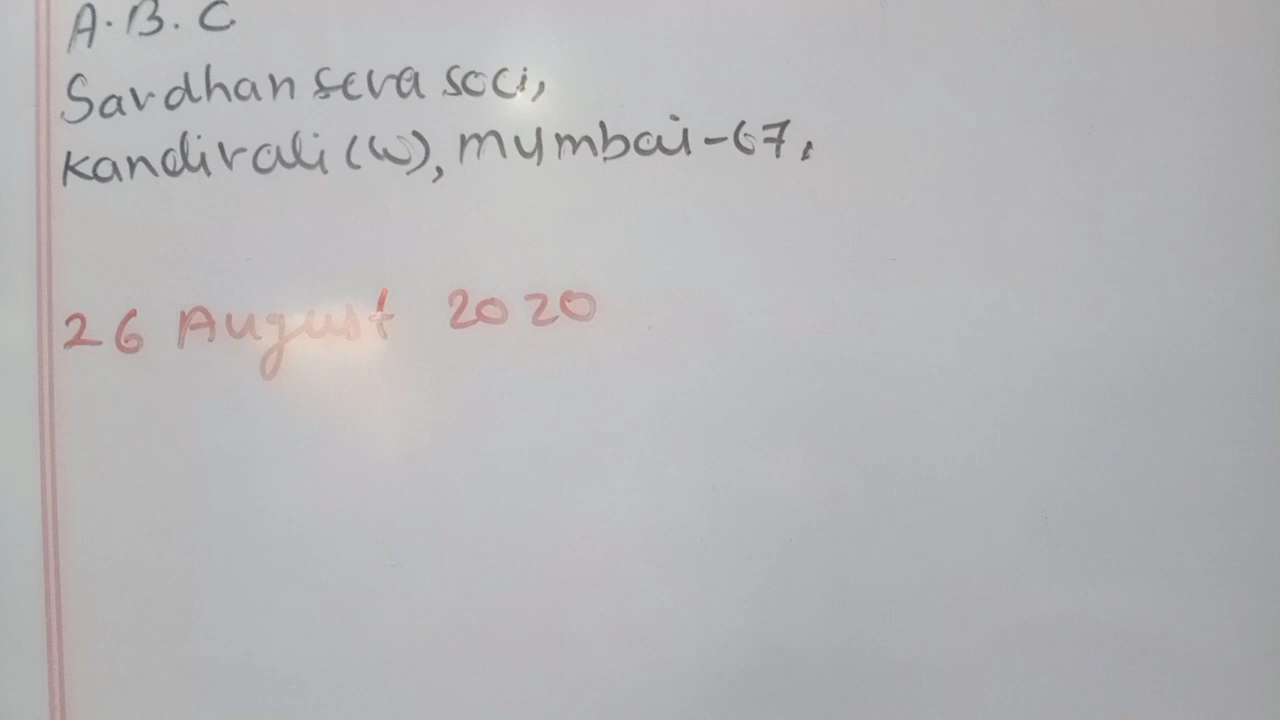 A. B. C
Sardhan seva soci,
Kandivali (W), Mumbai-67.
26 August 2020